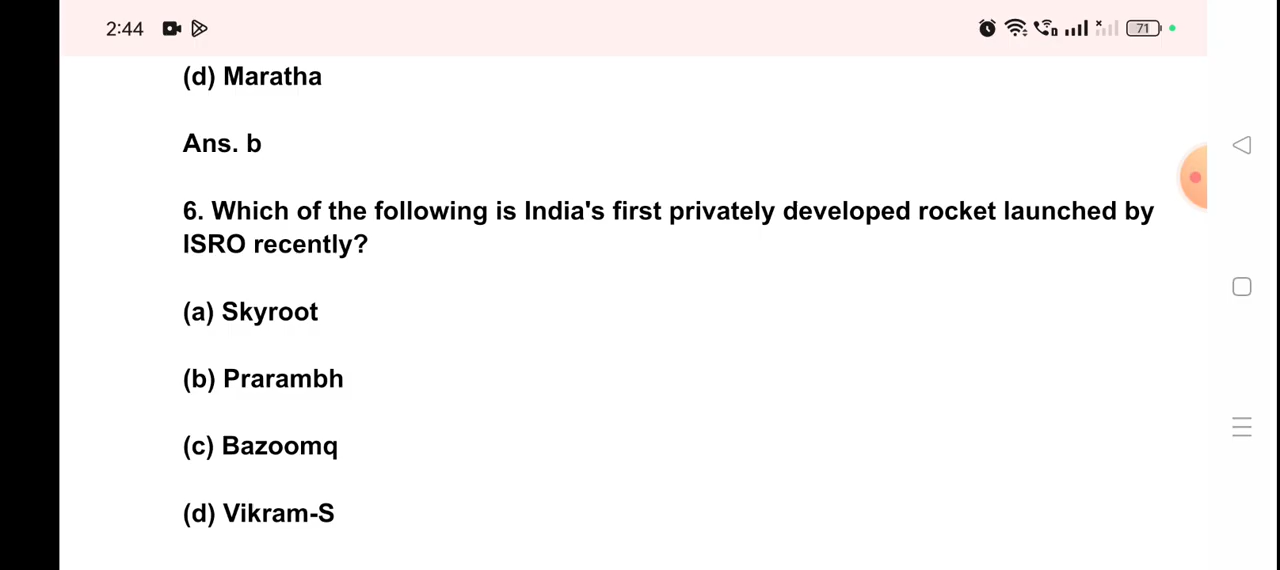 2:44
71
(d) Maratha
Ans. b
6. Which of the following is India's first privately developed rocket launched by
ISRO recently?
(a) Skyroot
(b) Prarambh
(c) Bazoomq
(d) Vikram-S